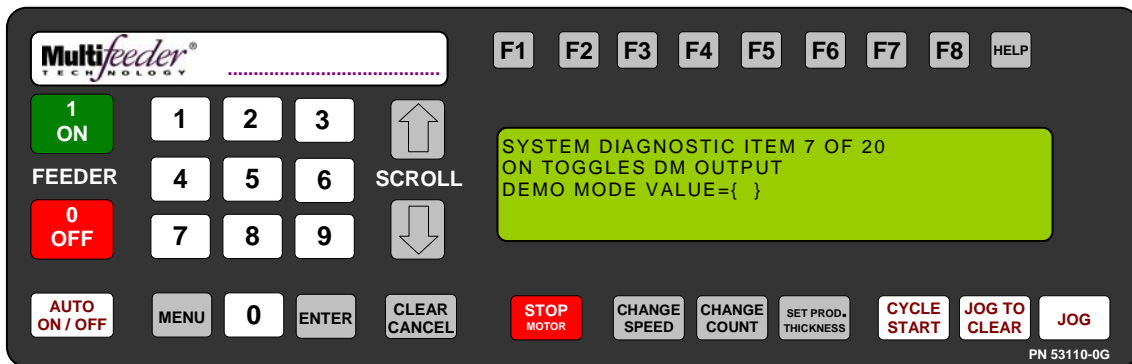 Multifeeder®
TECHNOLOGY
F1 F2 F3 F4 F5 F6 F7 F8 HELP
1
ON
FEEDER
0
OFF
1 2 3
4 5 6
7 8 9
SCROLL
SYSTEM DIAGNOSTIC ITEM 7 OF 20
ON TOGGLES DM OUTPUT
DEMO MODE VALUE={ }
AUTO
ON / OFF
MENU
0
ENTER
CLEAR
CANCEL
STOP
MOTOR
CHANGE
SPEED
CHANGE
COUNT
SET PROD.
THICKNESS
CYCLE
START
JOG TO
CLEAR
JOG
PN 53110-0G